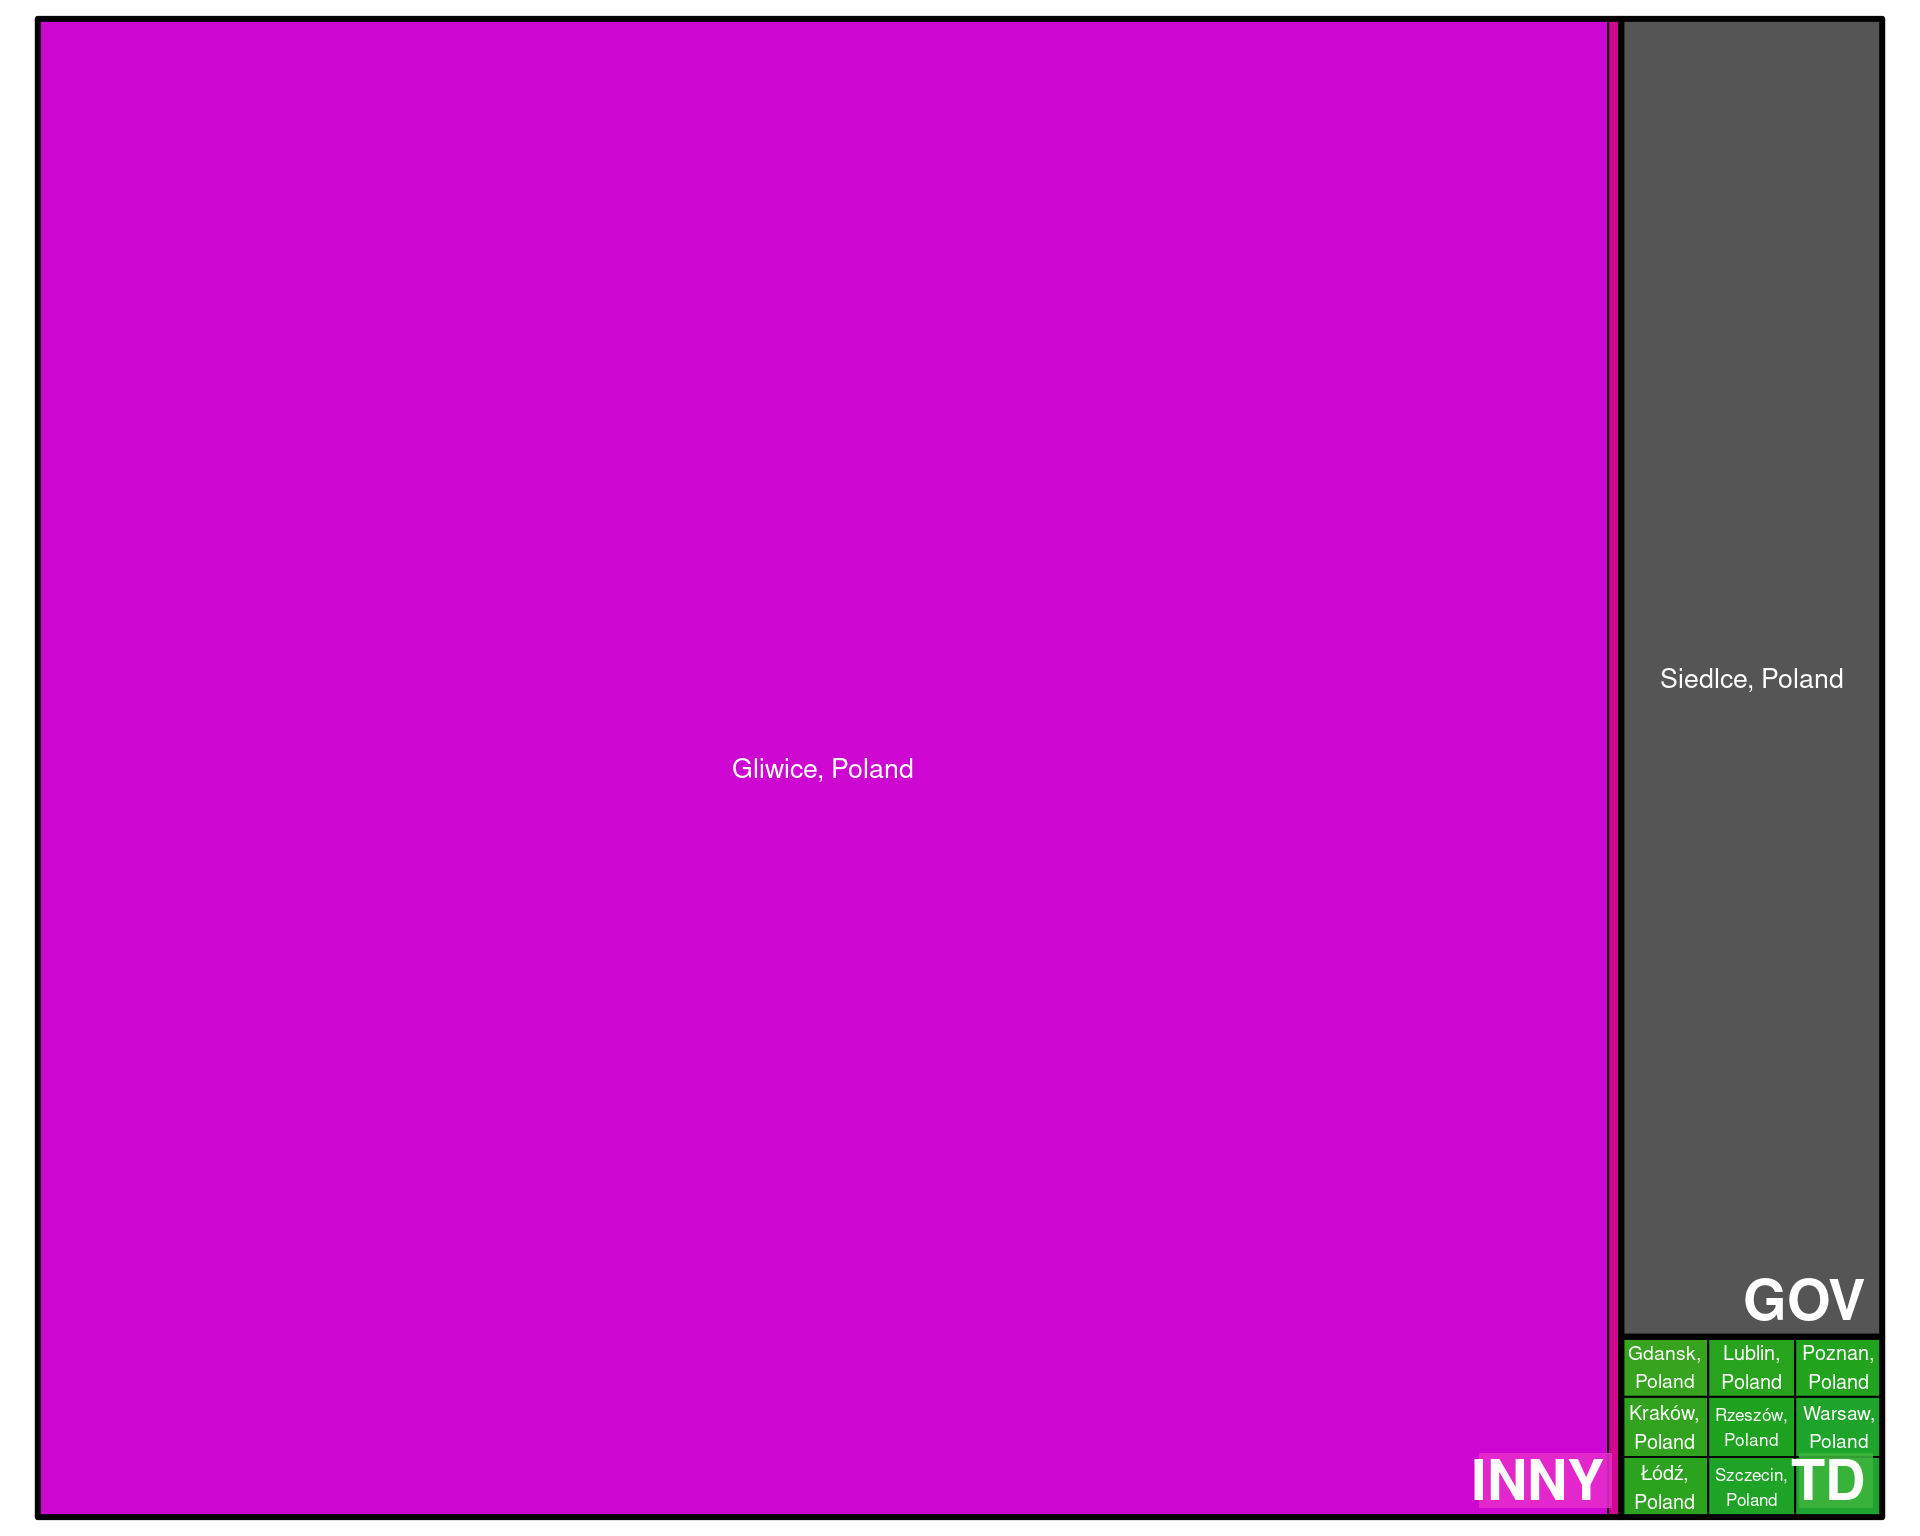 Gliwice, Poland
INNY
Siedlce, Poland
GOV
Gdansk,
Poland
Lublin,
Poland
Poznan,
Poland
Kraków,
Poland
Rzeszów,
Poland
Warsaw,
Poland
Łódź,
Poland
Szczecin,
Poland
TD